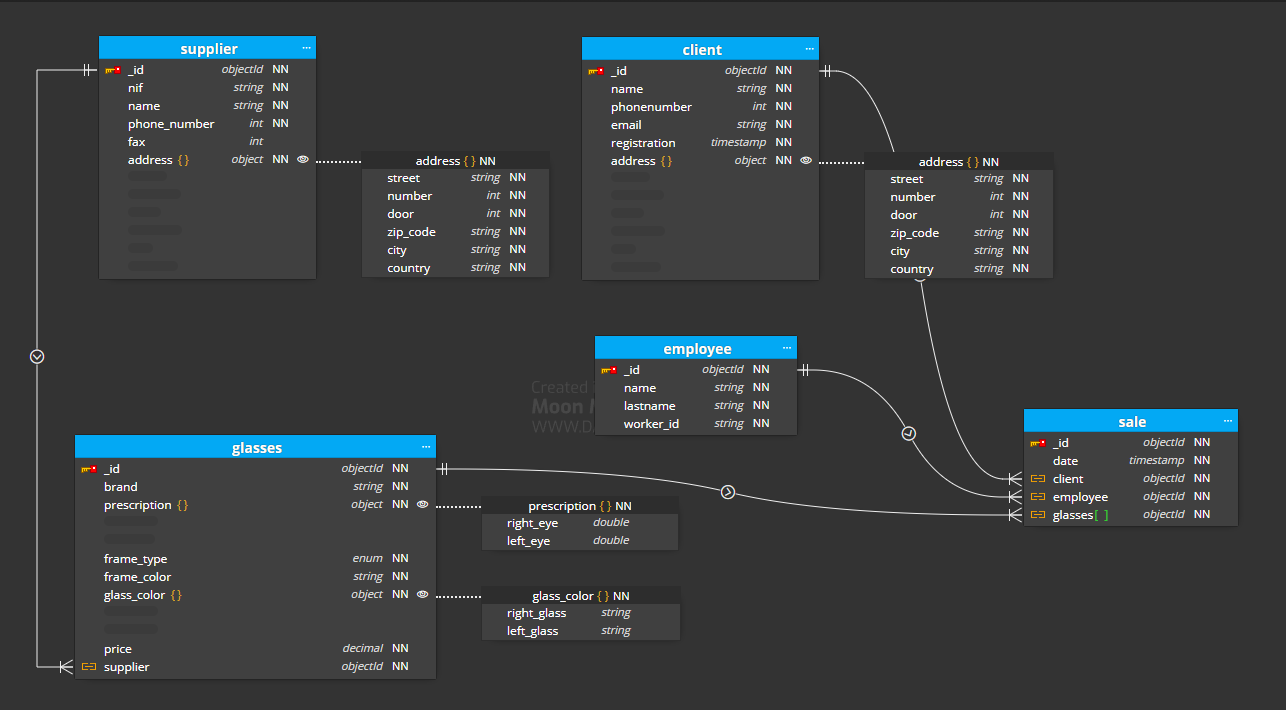 supplier ...
_id objectId NN
nif string NN
name string NN
phone_number int NN
fax int
address { } object NN
address { } NN
street string NN
number int NN
door int NN
zip_code string NN
city string NN
country string NN
client ...
_id objectId NN
name string NN
phonenumber int NN
email string NN
registration timestamp NN
address { } object NN
address { } NN
street string NN
number int NN
door int NN
zip_code string NN
city string NN
country string NN
employee ...
_id objectId NN
name string NN
lastname string NN
worker_id string NN
Created
Moon
WWW.
glasses ...
_id objectId NN
brand string NN
prescription { } object NN
frame_type enum NN
frame_color string NN
glass_color { } object NN
price decimal NN
supplier objectId NN
prescription { } NN
right_eye double
left_eye double
glass_color { } NN
right_glass string
left_glass string
sale ...
_id objectId NN
date timestamp NN
client objectId NN
employee objectId NN
glasses[ ] objectId NN